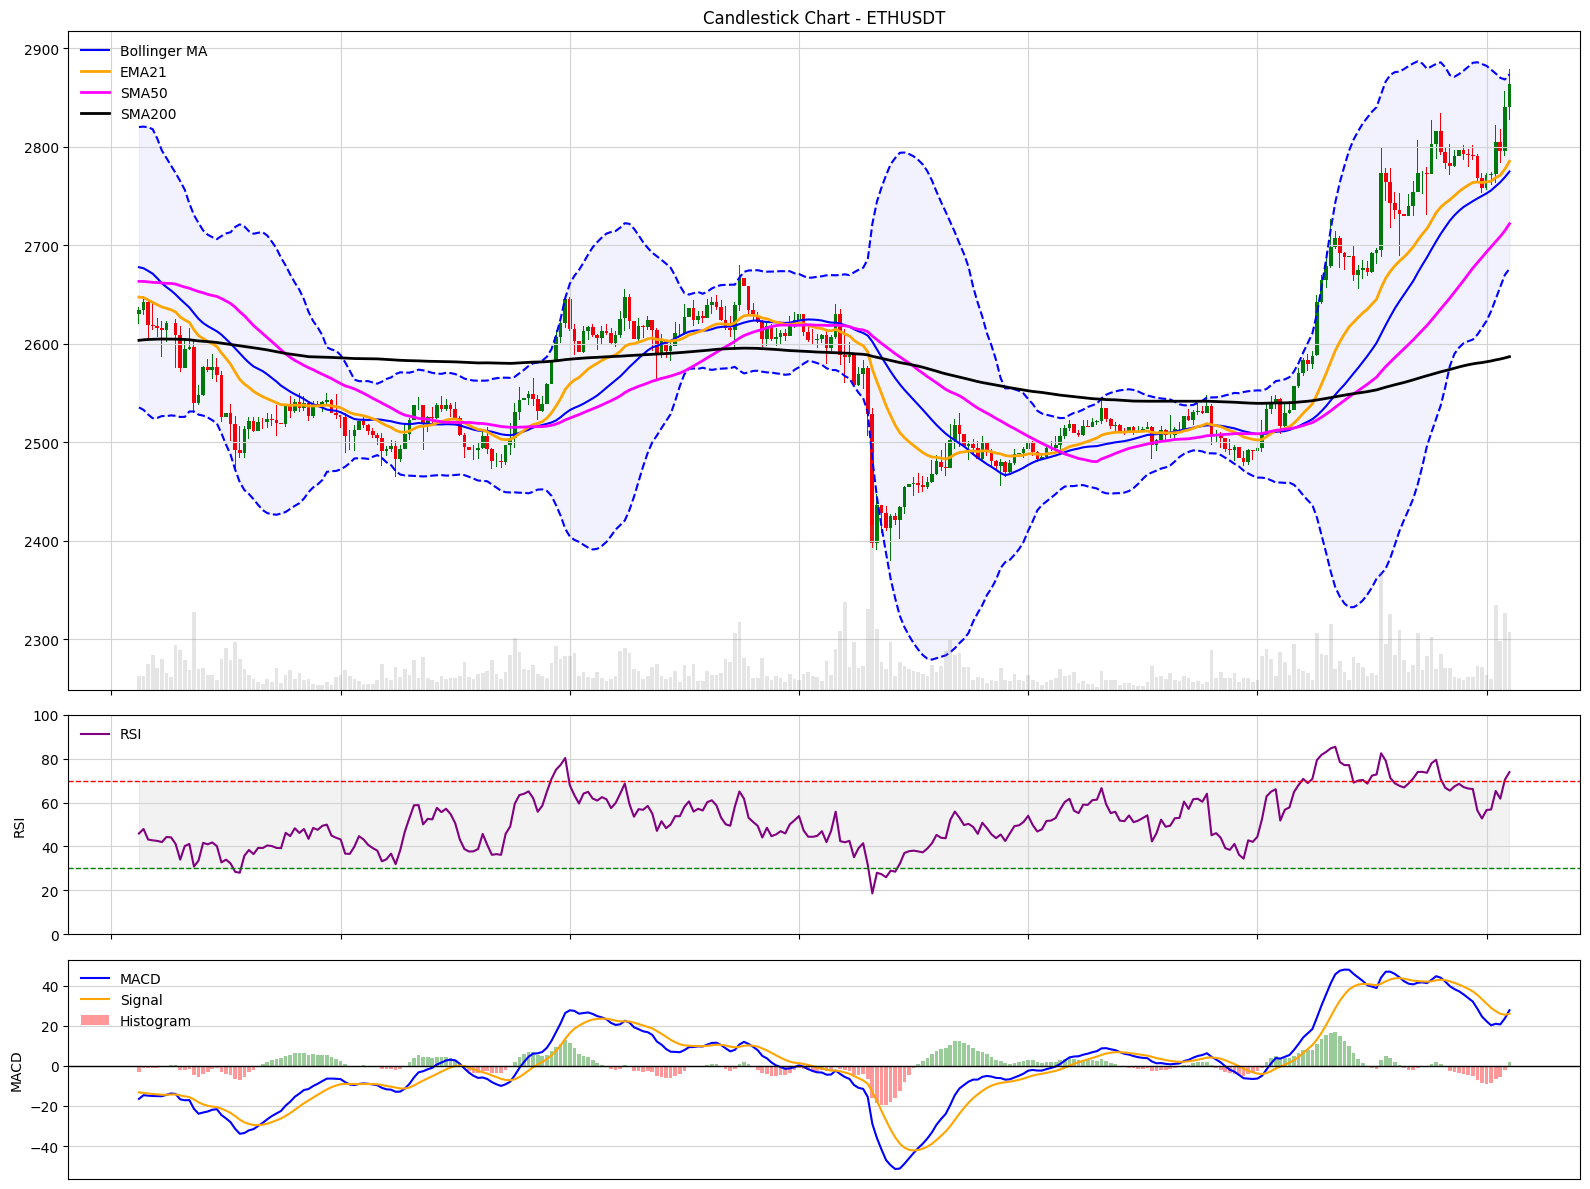 Candlestick Chart - ETHUSDT
2900
2800
2700
2600
2500
2400
2300
Bollinger MA
EMA21
SMA50
SMA200
100
80
60
40
20
0
RSI
RSI
40
20
0
−20
−40
MACD
MACD
Signal
Histogram